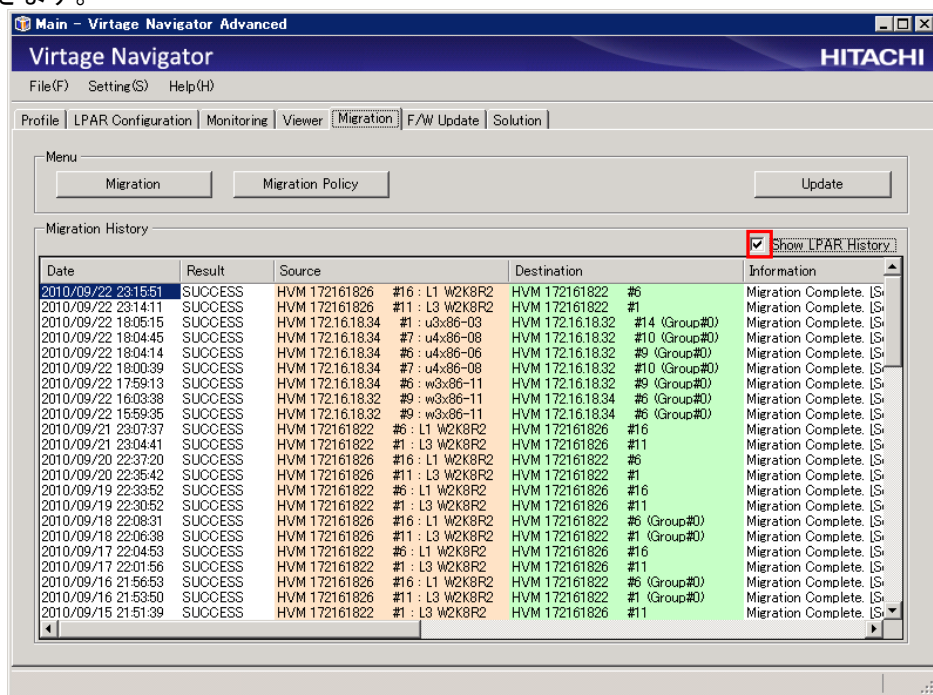 きます。
Main - Virtage Navigator Advanced
Virtage Navigator HITACHI
File(F) Setting(S) Help(H)
Profile LPAR Configuration Monitoring Viewer Migration F/W Update Solution
Menu
Migration Migration Policy Update
Migration History
Show LPAR History
Date Result Source Destination Information
2010/09/22 23:15:51 SUCCESS HVM 172161826 #16 : L1 W2K8R2 HVM 172161822 #6 Migration Complete. [S
2010/09/22 23:14:11 SUCCESS HVM 172161826 #11 : L3 W2K8R2 HVM 172161822 #1 Migration Complete. [S
2010/09/22 18:05:15 SUCCESS HVM 172.16.18.34 #1 : u3x86-03 HVM 172.16.18.32 #14 (Group#0) Migration Complete. [S
2010/09/22 18:04:45 SUCCESS HVM 172.16.18.34 #7 : u4x86-08 HVM 172.16.18.32 #10 (Group#0) Migration Complete. [S
2010/09/22 18:04:14 SUCCESS HVM 172.16.18.34 #6 : u4x86-06 HVM 172.16.18.32 #9 (Group#0) Migration Complete. [S
2010/09/22 18:00:39 SUCCESS HVM 172.16.18.34 #7 : u4x86-08 HVM 172.16.18.32 #10 (Group#0) Migration Complete. [S
2010/09/22 17:59:13 SUCCESS HVM 172.16.18.34 #6 : w3x86-11 HVM 172.16.18.32 #9 (Group#0) Migration Complete. [S
2010/09/22 16:03:38 SUCCESS HVM 172.16.18.32 #9 : w3x86-11 HVM 172.16.18.34 #6 (Group#0) Migration Complete. [S
2010/09/22 15:59:35 SUCCESS HVM 172.16.18.32 #9 : w3x86-11 HVM 172.16.18.34 #6 (Group#0) Migration Complete. [S
2010/09/21 23:07:37 SUCCESS HVM 172161822 #6 : L1 W2K8R2 HVM 172161826 #16 Migration Complete. [S
2010/09/21 23:04:41 SUCCESS HVM 172161822 #1 : L3 W2K8R2 HVM 172161826 #11 Migration Complete. [S
2010/09/20 22:37:20 SUCCESS HVM 172161826 #16 : L1 W2K8R2 HVM 172161822 #6 Migration Complete. [S
2010/09/20 22:35:42 SUCCESS HVM 172161826 #11 : L3 W2K8R2 HVM 172161822 #1 Migration Complete. [S
2010/09/19 22:33:52 SUCCESS HVM 172161822 #6 : L1 W2K8R2 HVM 172161826 #16 Migration Complete. [S
2010/09/19 22:30:52 SUCCESS HVM 172161822 #1 : L3 W2K8R2 HVM 172161826 #11 Migration Complete. [S
2010/09/18 22:08:31 SUCCESS HVM 172161826 #16 : L1 W2K8R2 HVM 172161822 #6 (Group#0) Migration Complete. [S
2010/09/18 22:06:38 SUCCESS HVM 172161826 #11 : L3 W2K8R2 HVM 172161822 #1 (Group#0) Migration Complete. [S
2010/09/17 22:04:53 SUCCESS HVM 172161822 #6 : L1 W2K8R2 HVM 172161826 #16 Migration Complete. [S
2010/09/17 22:01:56 SUCCESS HVM 172161822 #1 : L3 W2K8R2 HVM 172161826 #11 Migration Complete. [S
2010/09/16 21:56:53 SUCCESS HVM 172161826 #16 : L1 W2K8R2 HVM 172161822 #6 (Group#0) Migration Complete. [S
2010/09/16 21:53:50 SUCCESS HVM 172161826 #11 : L3 W2K8R2 HVM 172161822 #1 (Group#0) Migration Complete. [S
2010/09/15 21:51:39 SUCCESS HVM 172161822 #1 : L3 W2K8R2 HVM 172161826 #11 Migration Complete. [S